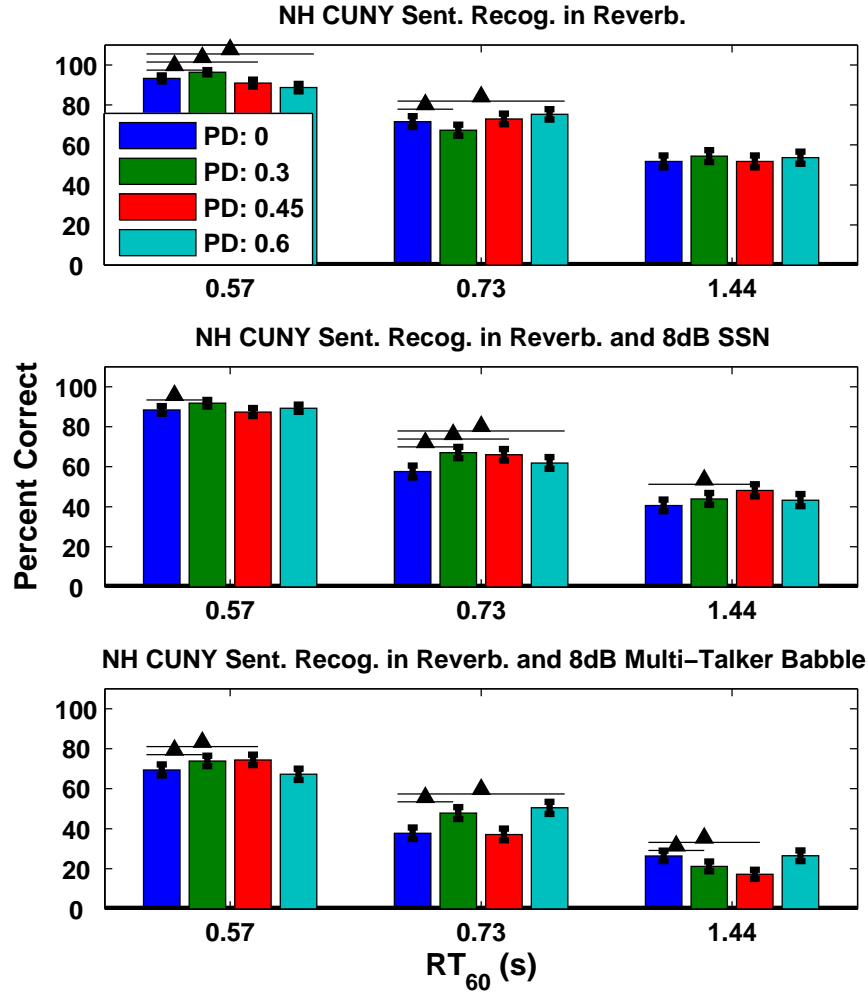 NH CUNY Sent. Recog. in Reverb.
100
80
60
40
20
0
PD: 0
PD: 0.3
PD: 0.45
PD: 0.6
0.57 0.73 1.44
NH CUNY Sent. Recog. in Reverb. and 8dB SSN
Percent Correct
100
80
60
40
20
0
0.57 0.73 1.44
NH CUNY Sent. Recog. in Reverb. and 8dB Multi−Talker Babble
100
80
60
40
20
0
0.57 0.73 1.44
RT60 (s)